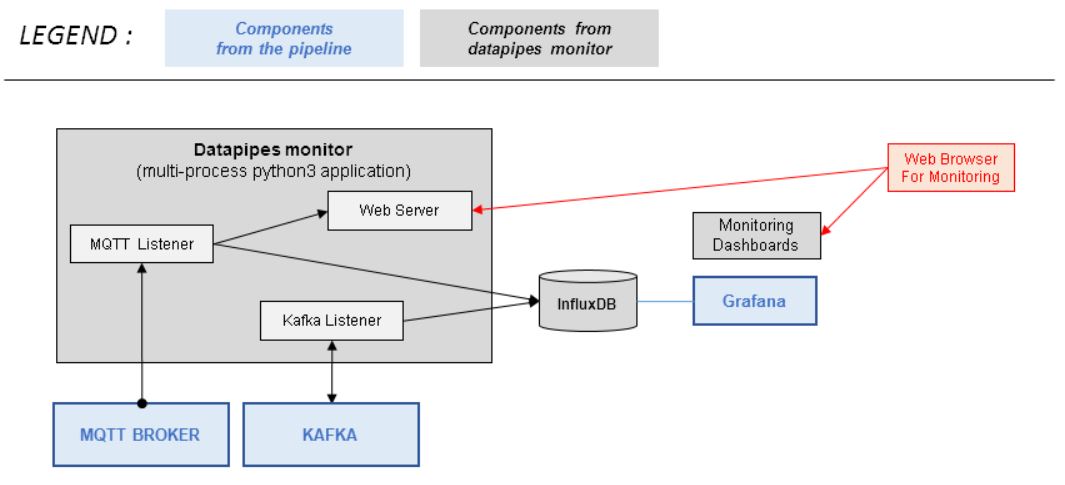 LEGEND :
Components
from the pipeline
Components from
datapipes monitor
Datapipes monitor
(multi-process python3 application)
Web Server
MQTT Listener
Kafka Listener
Web Browser
For Monitoring
Monitoring
Dashboards
InfluxDB
Grafana
MQTT BROKER
KAFKA